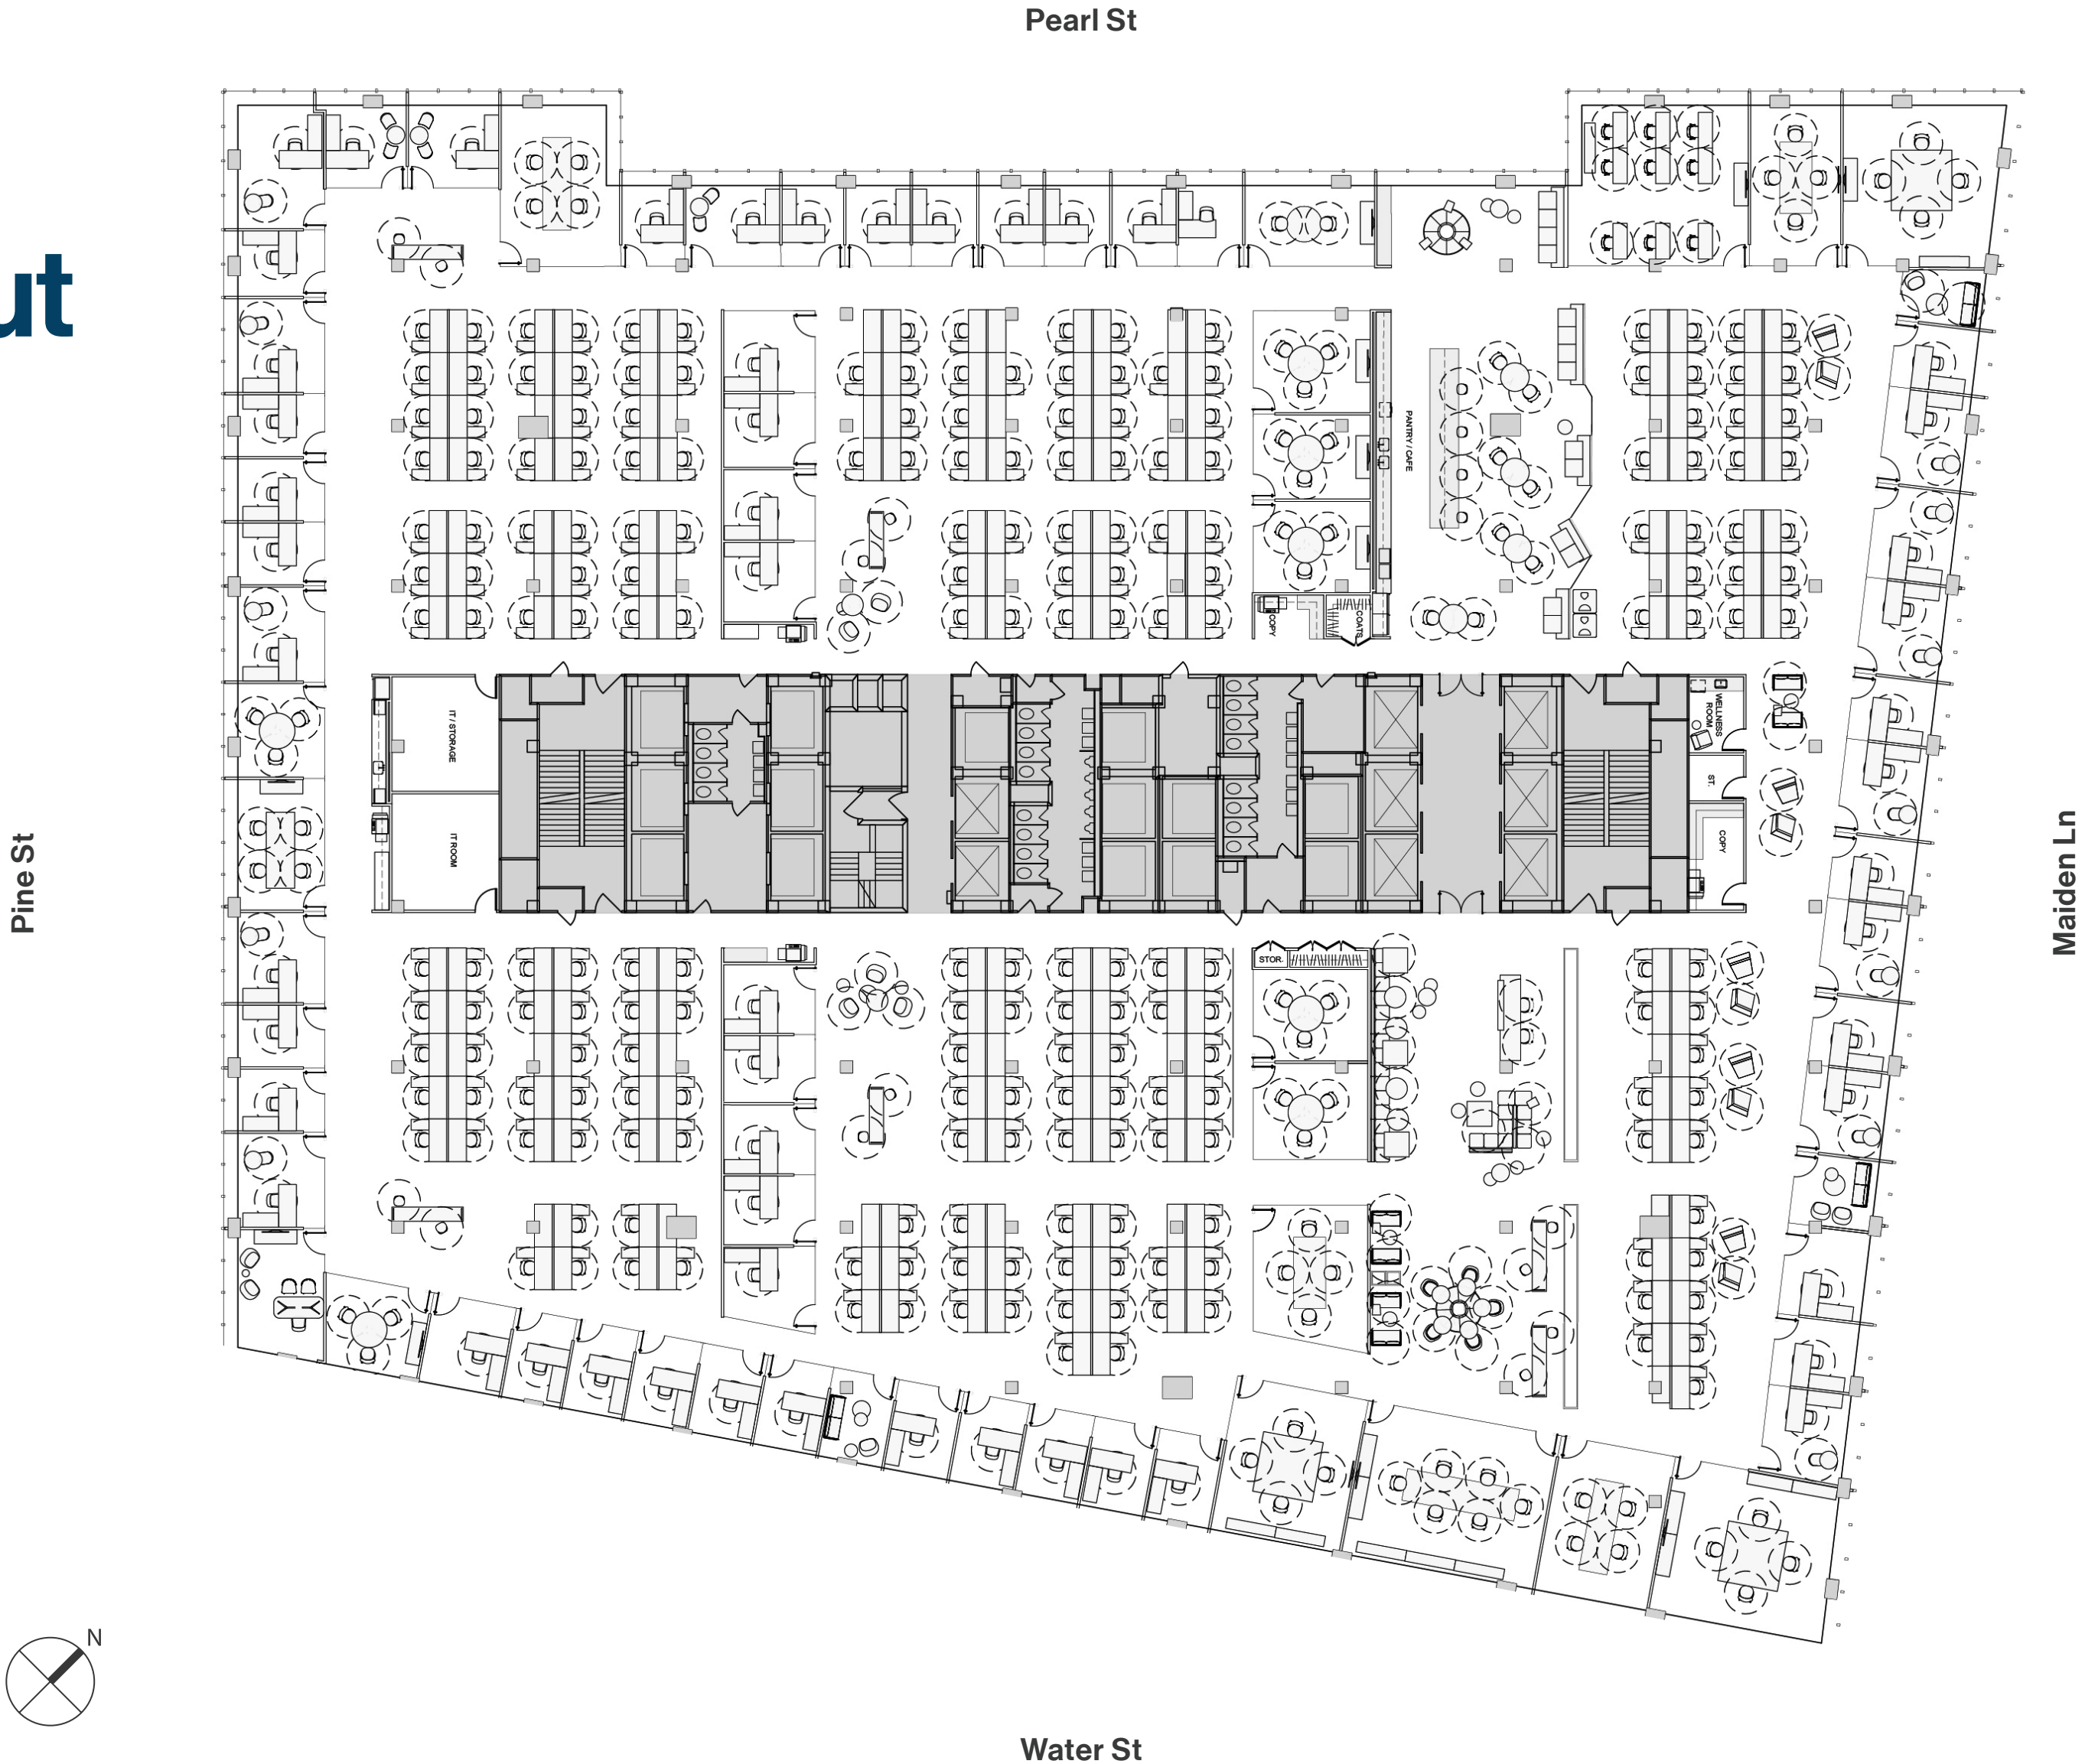 Pearl St
ut
PANTRY / CAFE
COPY
COATS
IT / STORAGE
WELLNESS
ROOM
ST.
IT ROOM
COPY
Pine St
Maiden Ln
STOR.
N
Water St